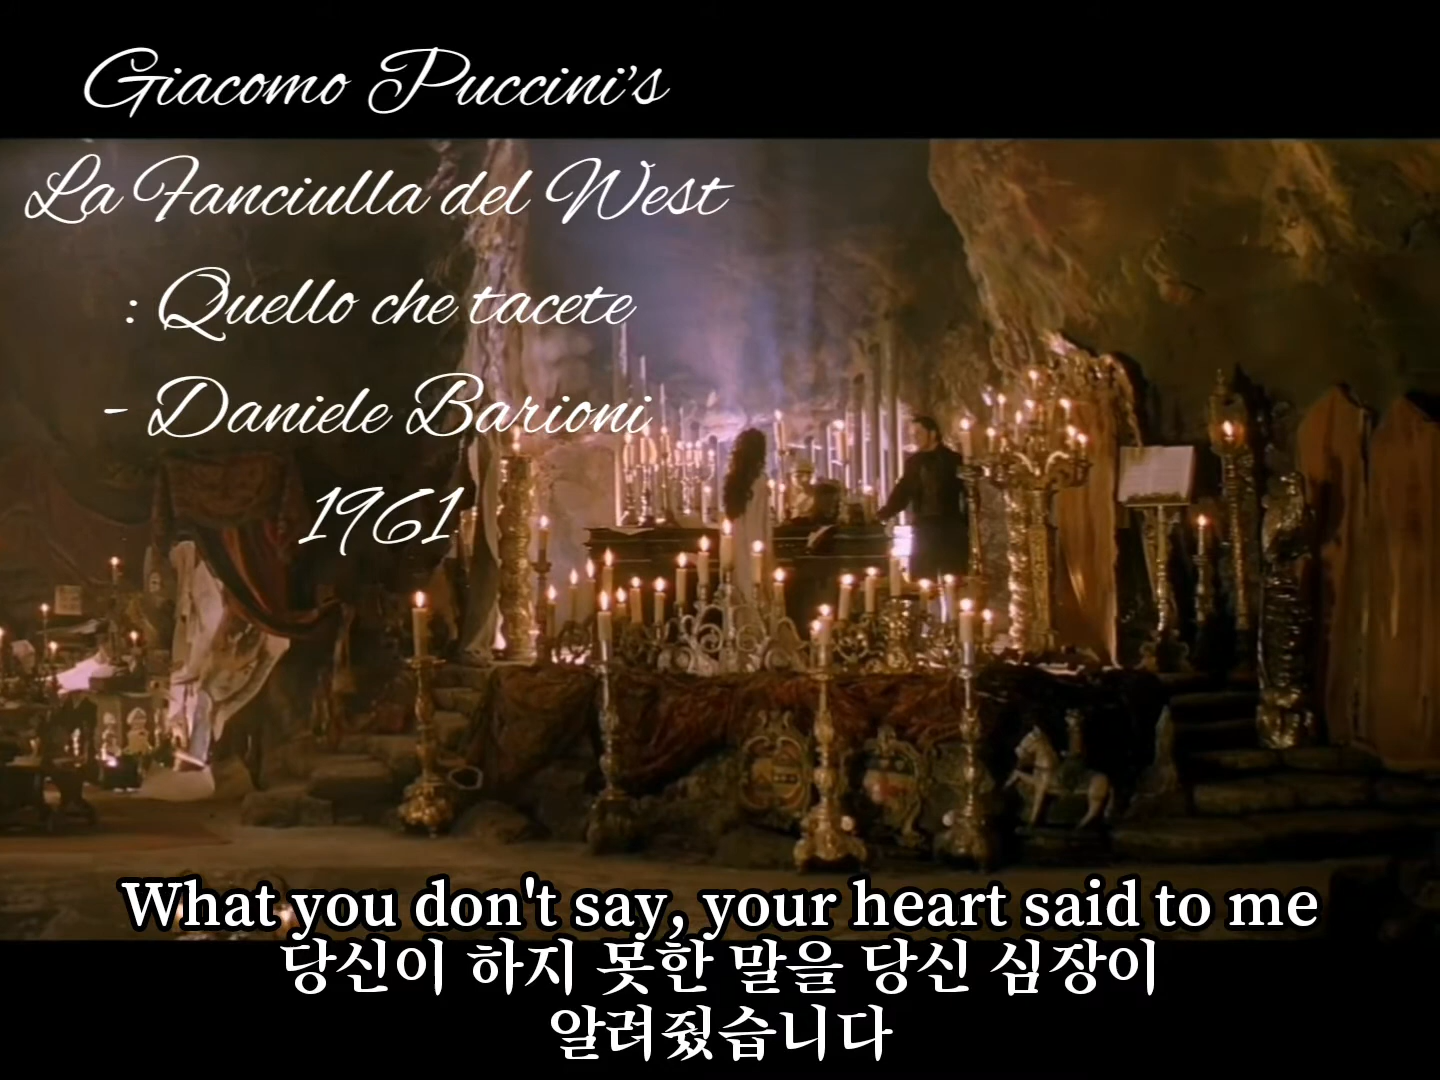 Giacomo Puccini's
La Fanciulla del West
: Quello che tacete
- Daniele Barioni
1961
What you don't say, your heart said to me
당신이 하지 못한 말을 당신 심장이
알려줬습니다